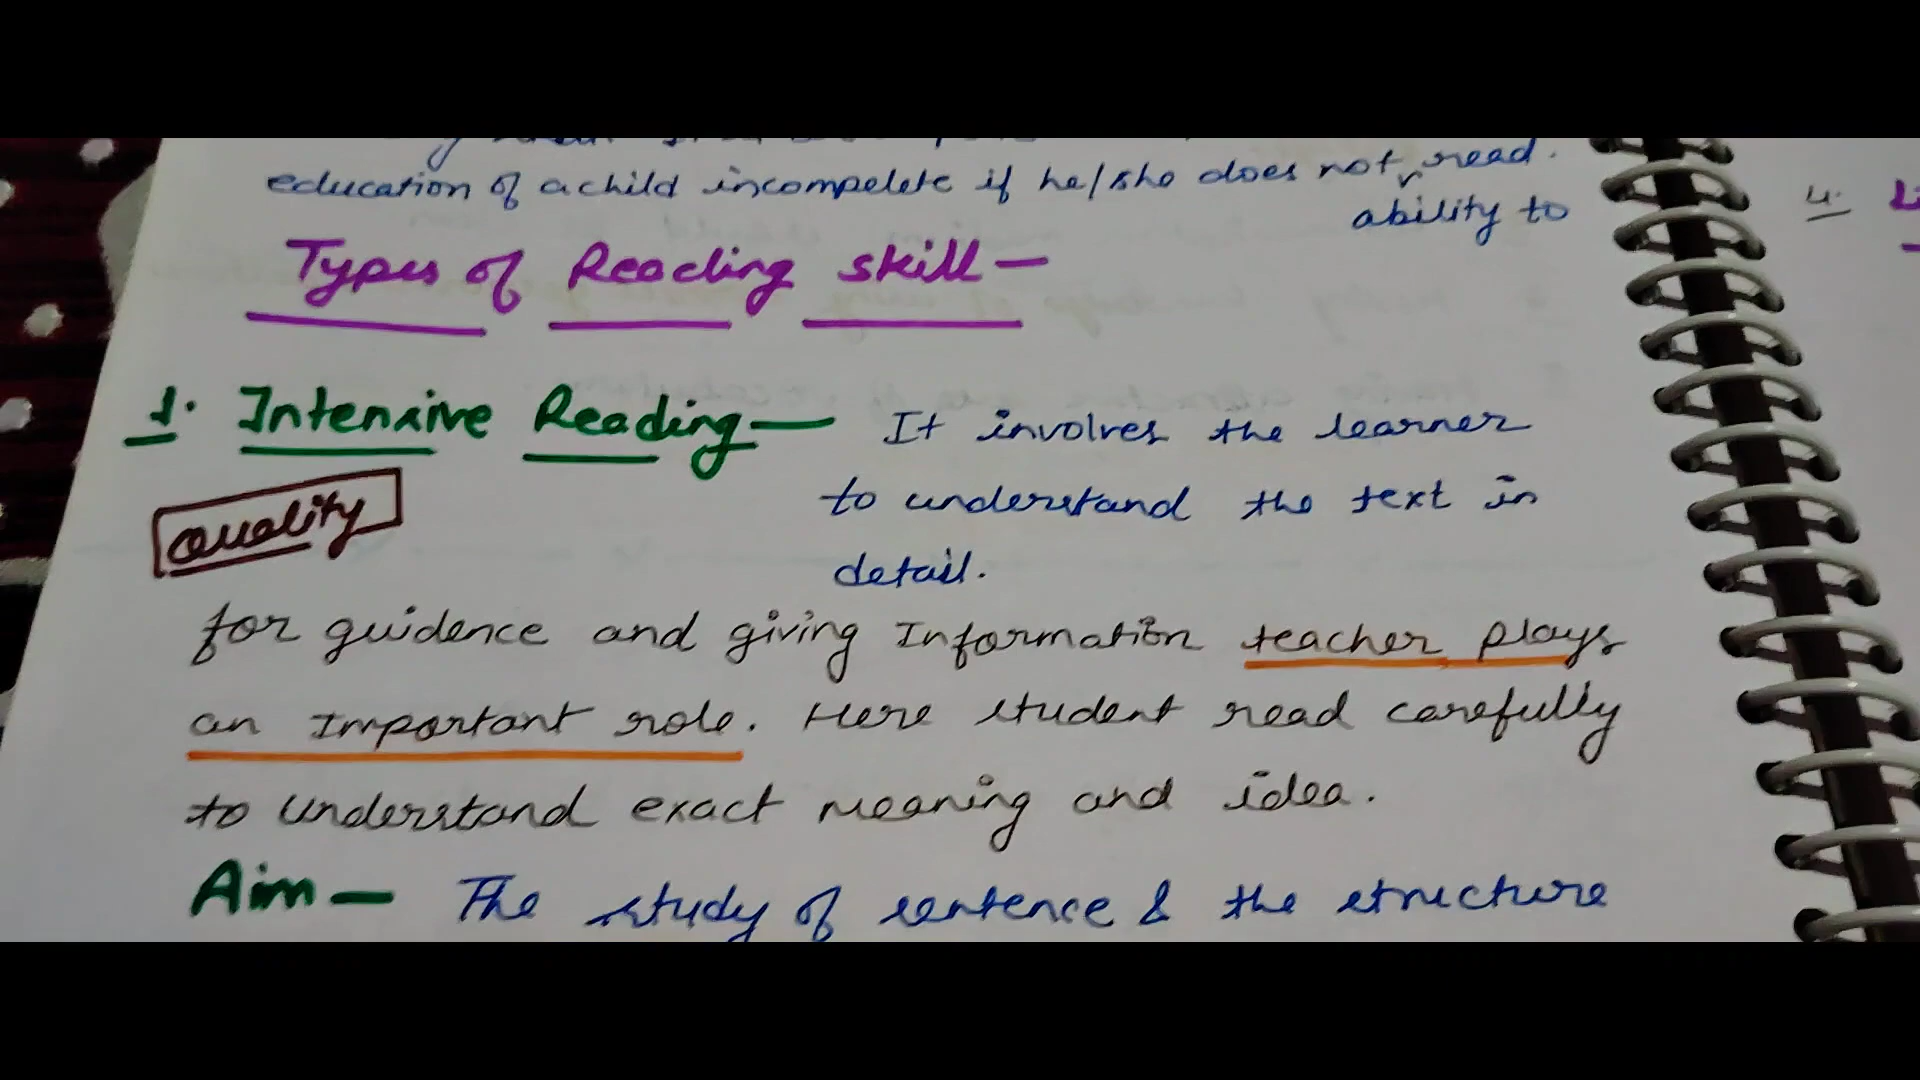 education of a child incompelete if he/she does not read.
ability to
Types of Reading skill —
1. Intensive Reading — It involves the learner
Quality
to understand the text in
detail.
for guidence and giving Information teacher plays
an Important role. Here student read carefully
to understand exact meaning and idea.
Aim — The study of sentence & the structure
4.